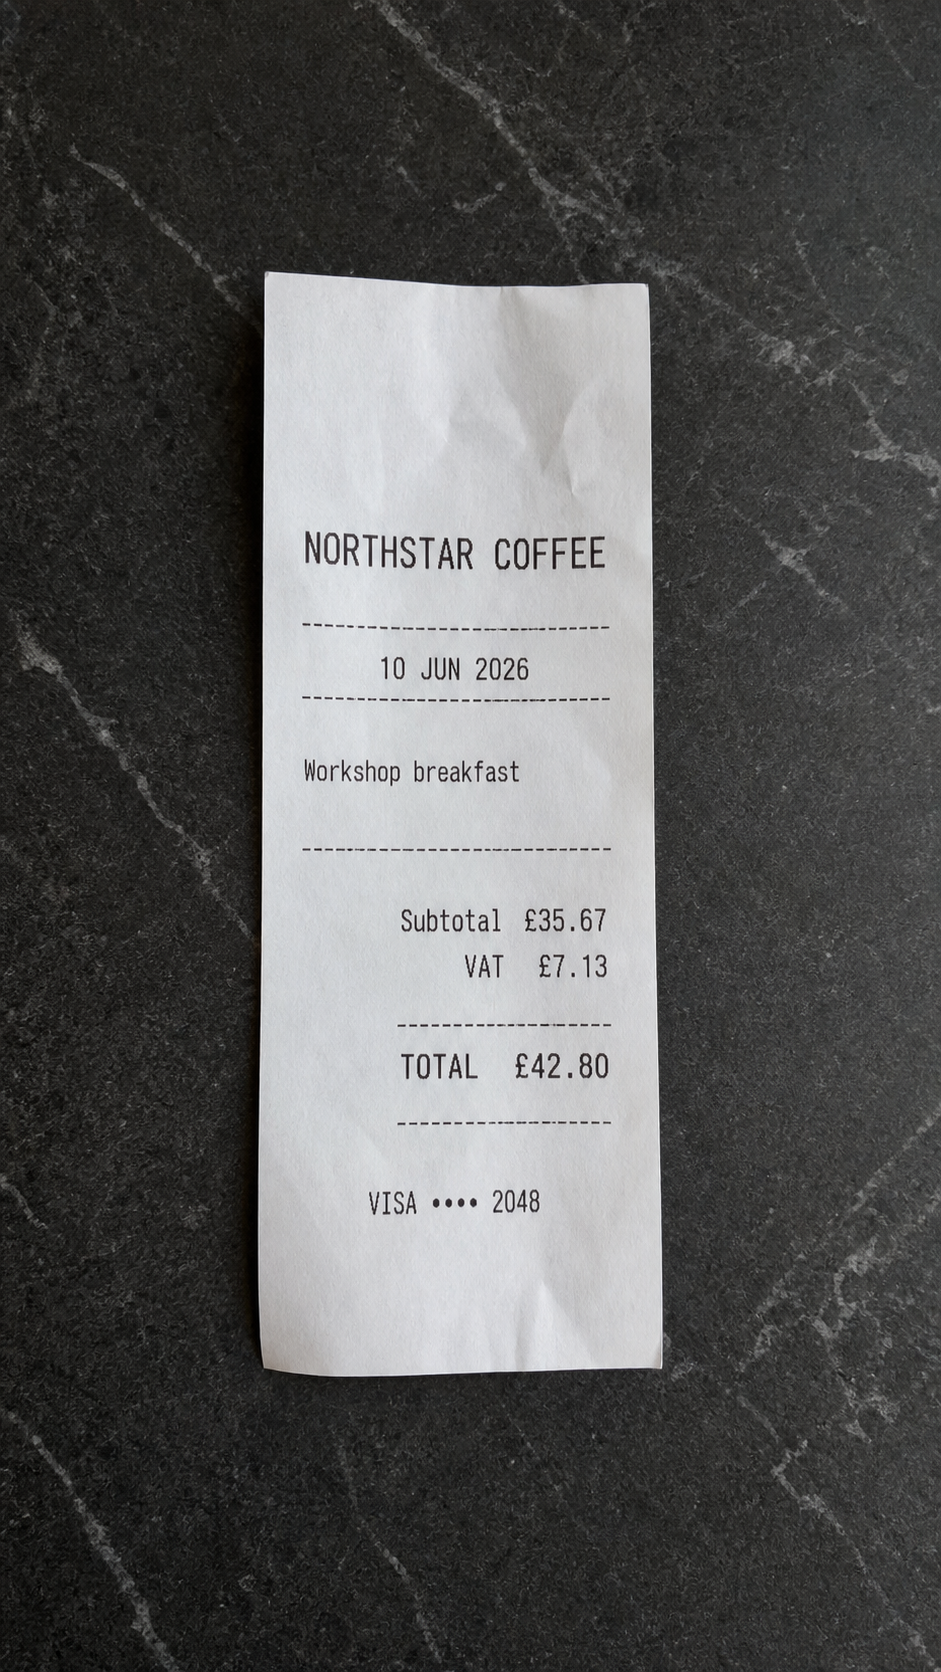 NORTHSTAR COFFEE
10 JUN 2026
Workshop breakfast
Subtotal £35.67
VAT £7.13
TOTAL £42.80
VISA •••• 2048